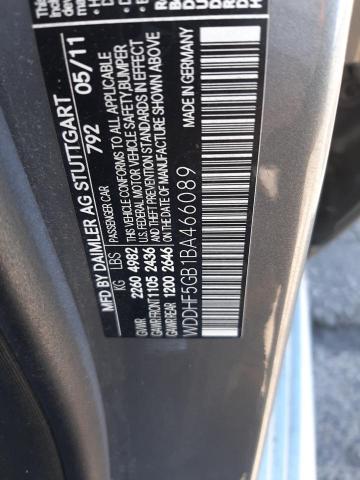 MFD BY DAIMLER AG STUTTGART 05/11
792
PASSENGER CAR
KG LBS
GVWR 2260 4982
GAWR FRONT 1105 2436
GAWR REAR 1200 2646
THIS VEHICLE CONFORMS TO ALL APPLICABLE
U.S. FEDERAL MOTOR VEHICLE SAFETY, BUMPER
AND THEFT PREVENTION STANDARDS IN EFFECT
ON THE DATE OF MANUFACTURE SHOWN ABOVE
WDDHF5GB1BA466089
MADE IN GERMANY